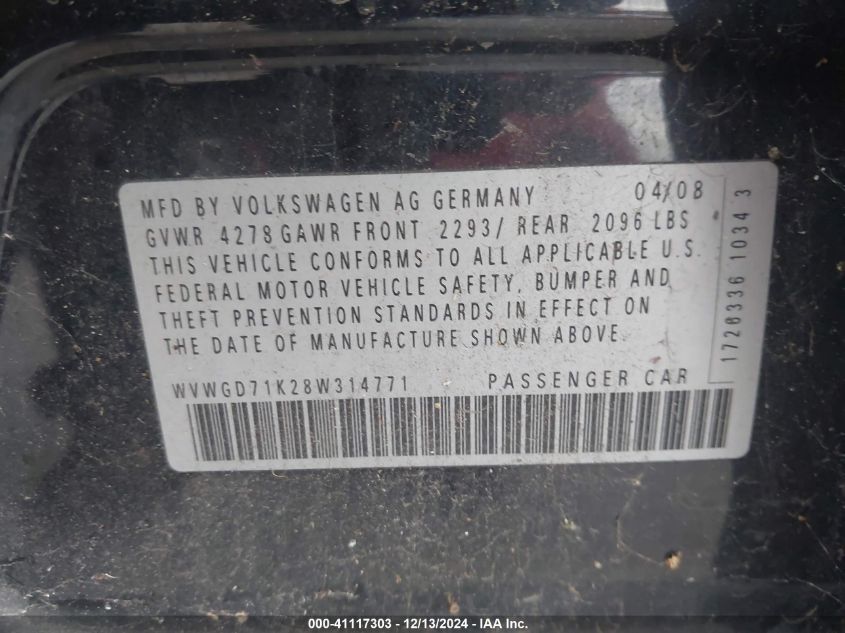 MFD BY VOLKSWAGEN AG GERMANY 04/08
GVWR 4278 GAWR FRONT 2293/ REAR 2096 LBS
THIS VEHICLE CONFORMS TO ALL APPLICABLE U.S.
FEDERAL MOTOR VEHICLE SAFETY, BUMPER AND
THEFT PREVENTION STANDARDS IN EFFECT ON
THE DATE OF MANUFACTURE SHOWN ABOVE.
WVWGD71K28W314771 PASSENGER CAR
1728336 1034 3
000-41117303 - 12/13/2024 - IAA Inc.